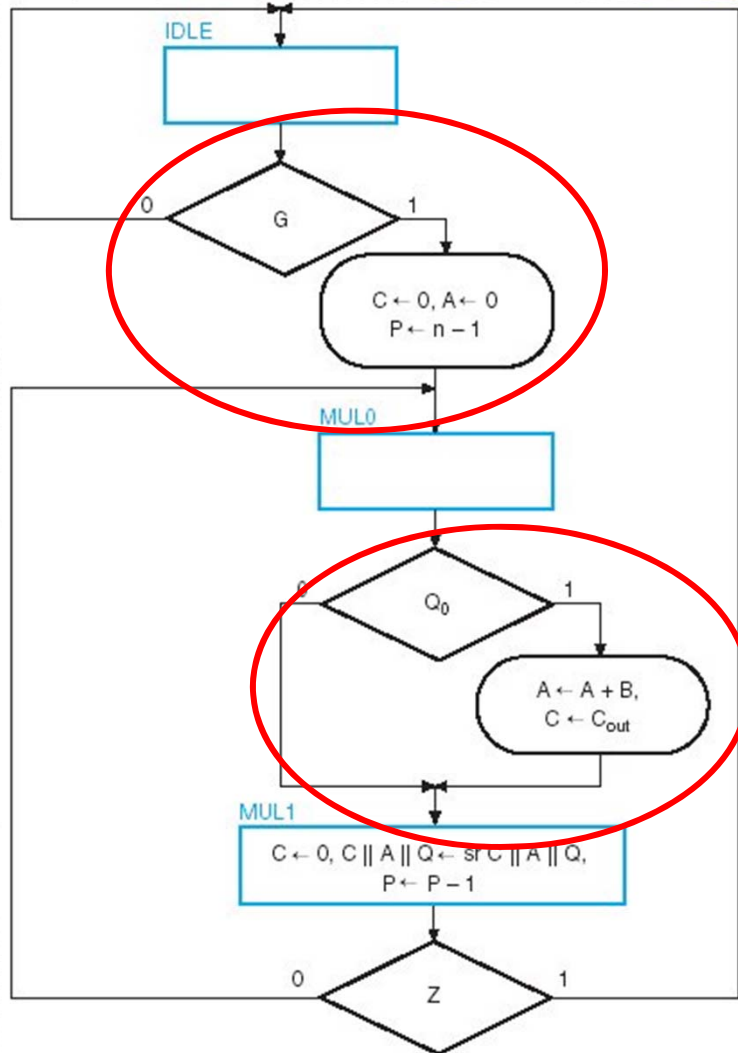 IDLE
0
G
1
C ← 0, A ← 0
P ← n − 1
MUL0
0
Q₀
1
A ← A + B,
C ← Cout
MUL1
C ← 0, C || A || Q ← sr C || A || Q,
P ← P − 1
0
Z
1